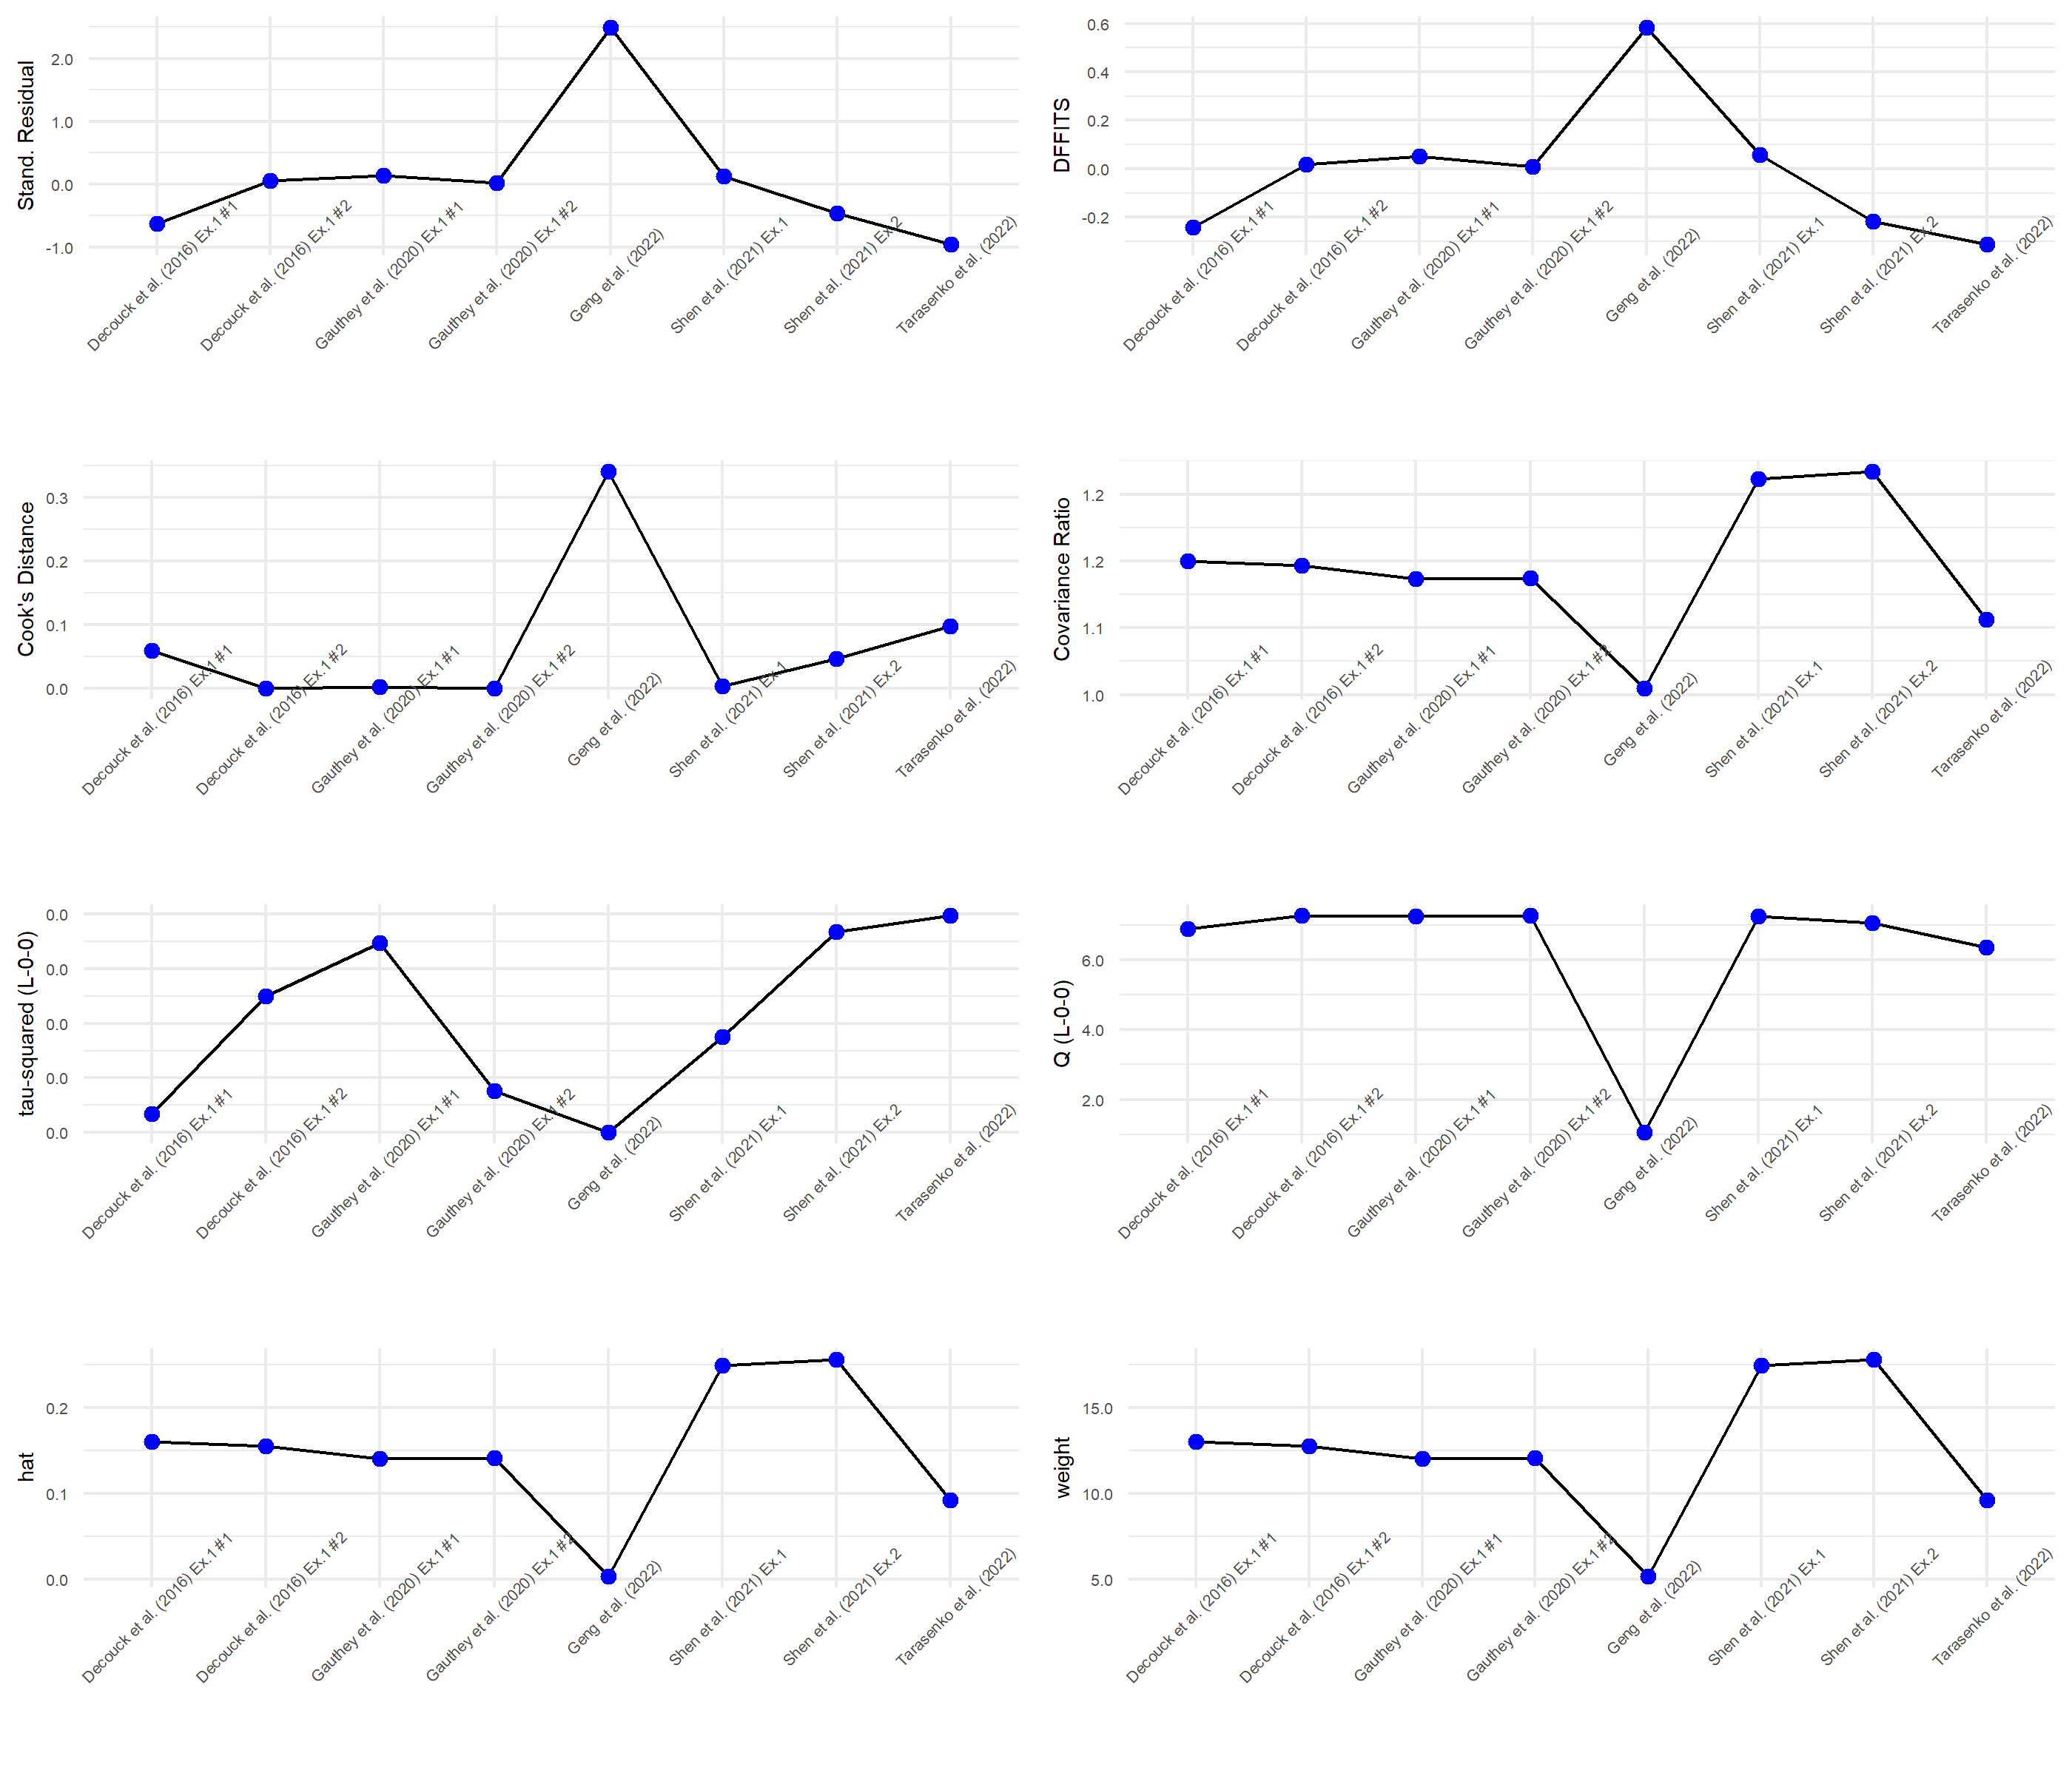 Stand. Residual
2.0
1.0
0.0
-1.0
Decouck et al. (2016) Ex.1 #1
Decouck et al. (2016) Ex.1 #2
Gauthey et al. (2020) Ex.1 #1
Gauthey et al. (2020) Ex.1 #2
Geng et al. (2022)
Shen et al. (2021) Ex.1
Shen et al. (2021) Ex.2
Tarasenko et al. (2022)
DFFITS
0.6
0.4
0.2
0.0
-0.2
Decouck et al. (2016) Ex.1 #1
Decouck et al. (2016) Ex.1 #2
Gauthey et al. (2020) Ex.1 #1
Gauthey et al. (2020) Ex.1 #2
Geng et al. (2022)
Shen et al. (2021) Ex.1
Shen et al. (2021) Ex.2
Tarasenko et al. (2022)
Cook's Distance
0.3
0.2
0.1
0.0
Decouck et al. (2016) Ex.1 #1
Decouck et al. (2016) Ex.1 #2
Gauthey et al. (2020) Ex.1 #1
Gauthey et al. (2020) Ex.1 #2
Geng et al. (2022)
Shen et al. (2021) Ex.1
Shen et al. (2021) Ex.2
Tarasenko et al. (2022)
Covariance Ratio
1.2
1.2
1.1
1.0
Decouck et al. (2016) Ex.1 #1
Decouck et al. (2016) Ex.1 #2
Gauthey et al. (2020) Ex.1 #1
Gauthey et al. (2020) Ex.1 #2
Geng et al. (2022)
Shen et al. (2021) Ex.1
Shen et al. (2021) Ex.2
Tarasenko et al. (2022)
tau-squared (L-0-0)
0.0
0.0
0.0
0.0
0.0
Decouck et al. (2016) Ex.1 #1
Decouck et al. (2016) Ex.1 #2
Gauthey et al. (2020) Ex.1 #1
Gauthey et al. (2020) Ex.1 #2
Geng et al. (2022)
Shen et al. (2021) Ex.1
Shen et al. (2021) Ex.2
Tarasenko et al. (2022)
Q (L-0-0)
6.0
4.0
2.0
Decouck et al. (2016) Ex.1 #1
Decouck et al. (2016) Ex.1 #2
Gauthey et al. (2020) Ex.1 #1
Gauthey et al. (2020) Ex.1 #2
Geng et al. (2022)
Shen et al. (2021) Ex.1
Shen et al. (2021) Ex.2
Tarasenko et al. (2022)
hat
0.2
0.1
0.0
Decouck et al. (2016) Ex.1 #1
Decouck et al. (2016) Ex.1 #2
Gauthey et al. (2020) Ex.1 #1
Gauthey et al. (2020) Ex.1 #2
Geng et al. (2022)
Shen et al. (2021) Ex.1
Shen et al. (2021) Ex.2
Tarasenko et al. (2022)
weight
15.0
10.0
5.0
Decouck et al. (2016) Ex.1 #1
Decouck et al. (2016) Ex.1 #2
Gauthey et al. (2020) Ex.1 #1
Gauthey et al. (2020) Ex.1 #2
Geng et al. (2022)
Shen et al. (2021) Ex.1
Shen et al. (2021) Ex.2
Tarasenko et al. (2022)